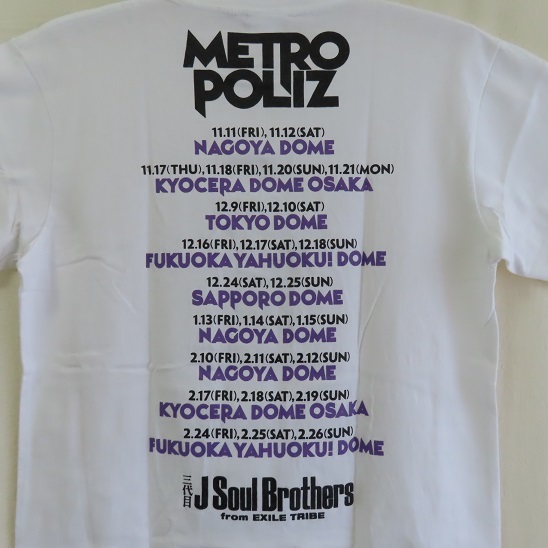 METRO
POLIZ
11.11(FRI), 11.12(SAT)
NAGOYA DOME
11.17(THU), 11.18(FRI), 11.20(SUN), 11.21(MON)
KYOCERA DOME OSAKA
12.9(FRI), 12.10(SAT)
TOKYO DOME
12.16(FRI), 12.17(SAT), 12.18(SUN)
FUKUOKA YAHUOKU! DOME
12.24(SAT), 12.25(SUN)
SAPPORO DOME
1.13(FRI), 1.14(SAT), 1.15(SUN)
NAGOYA DOME
2.10(FRI), 2.11(SAT), 2.12(SUN)
NAGOYA DOME
2.17(FRI), 2.18(SAT), 2.19(SUN)
KYOCERA DOME OSAKA
2.24(FRI), 2.25(SAT), 2.26(SUN)
FUKUOKA YAHUOKU! DOME
三代目 J Soul Brothers
from EXILE TRIBE